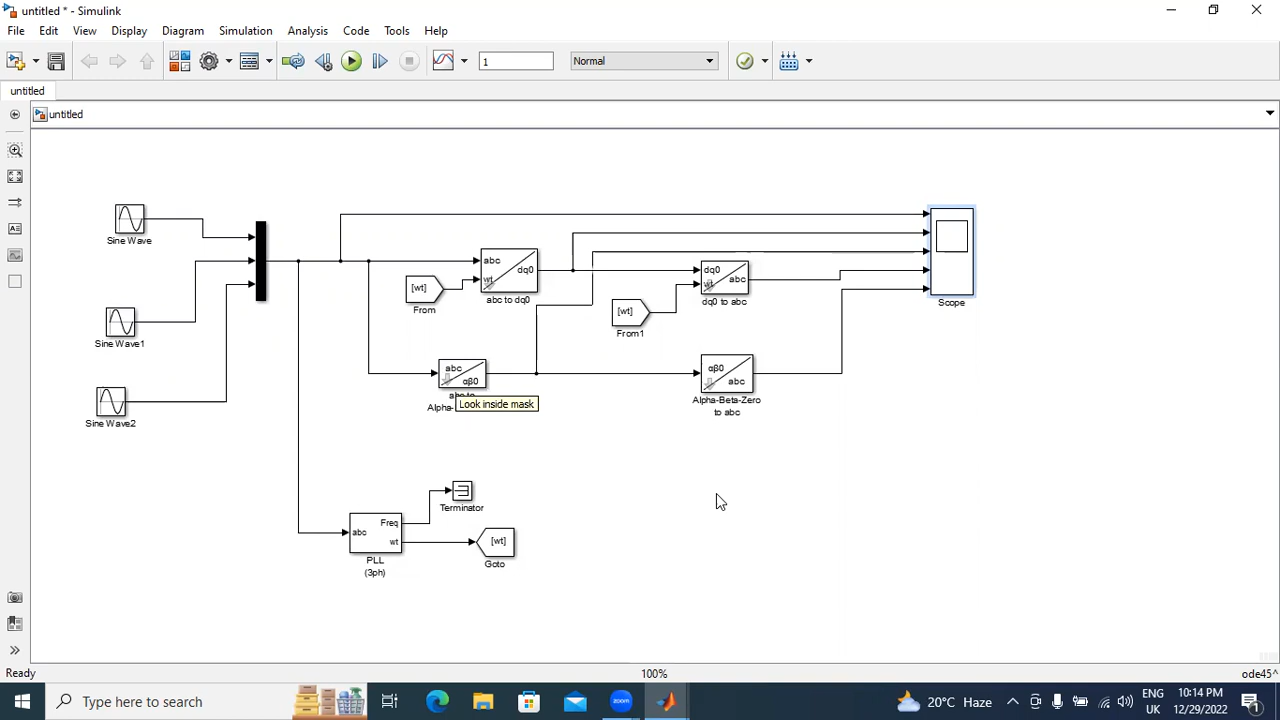 untitled * - Simulink
File Edit View Display Diagram Simulation Analysis Code Tools Help
1
Normal
untitled
untitled
Sine Wave
Sine Wave1
Sine Wave2
abc
wt
dq0
abc to dq0
[wt]
From
dq0
wt
abc
dq0 to abc
[wt]
From1
Scope
abc
αβ0
Alpha-
Look inside mask
αβ0
abc
Alpha-Beta-Zero
to abc
Terminator
abc
Freq
wt
PLL
(3ph)
[wt]
Goto
Ready
100%
ode45
Type here to search
zoom
20°C Haze
ENG
UK
10:14 PM
12/29/2022
1